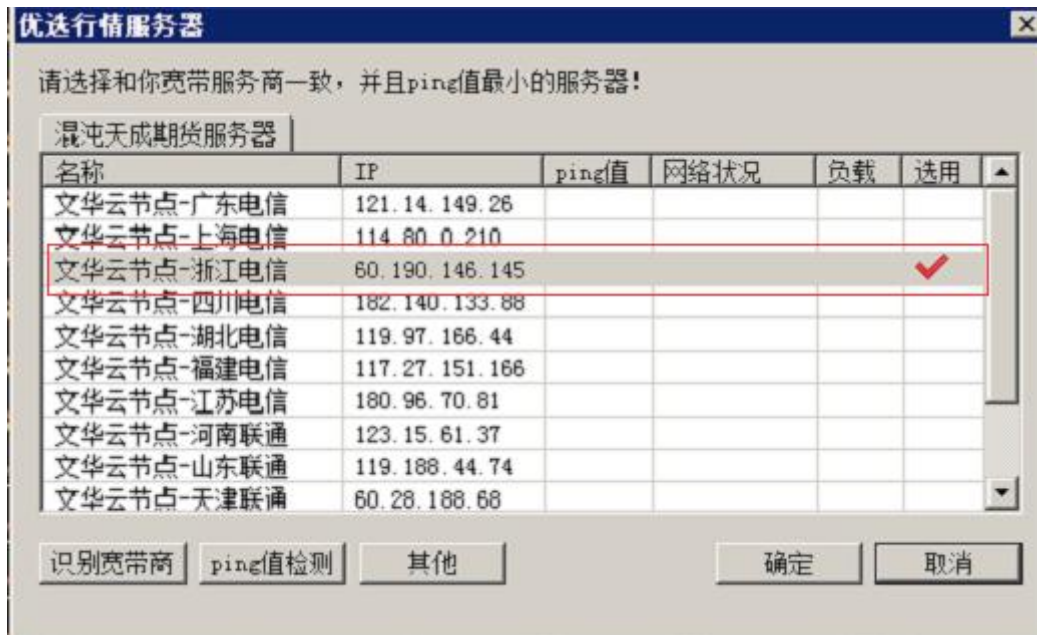 优选行情服务器
请选择和你宽带服务商一致，并且ping值最小的服务器！
混沌天成期货服务器
名称 IP ping值 网络状况 负载 选用
文华云节点-广东电信 121.14.149.26
文华云节点-上海电信 114.80.0.210
文华云节点-浙江电信 60.190.146.145
文华云节点-四川电信 182.140.133.88
文华云节点-湖北电信 119.97.166.44
文华云节点-福建电信 117.27.151.166
文华云节点-江苏电信 180.96.70.81
文华云节点-河南联通 123.15.61.37
文华云节点-山东联通 119.188.44.74
文华云节点-天津联通 60.28.188.68
识别宽带商 ping值检测 其他 确定 取消